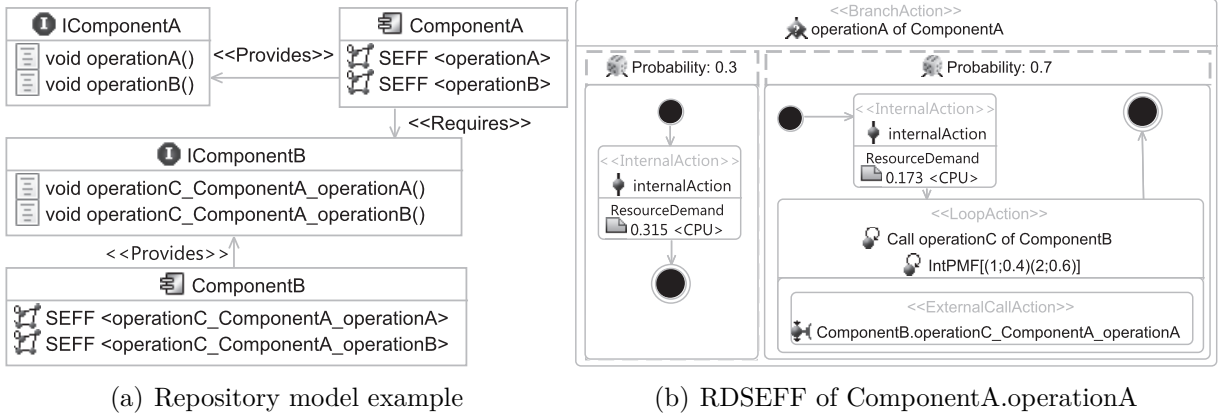 I IComponentA
void operationA()
void operationB()
<<Provides>>
ComponentA
SEFF <operationA>
SEFF <operationB>
<<Requires>>
I IComponentB
void operationC_ComponentA_operationA()
void operationC_ComponentA_operationB()
<<Provides>>
ComponentB
SEFF <operationC_ComponentA_operationA>
SEFF <operationC_ComponentA_operationB>
(a) Repository model example
<<BranchAction>>
operationA of ComponentA
Probability: 0.3
<<InternalAction>>
internalAction
ResourceDemand
0.315 <CPU>
Probability: 0.7
<<InternalAction>>
internalAction
ResourceDemand
0.173 <CPU>
<<LoopAction>>
Call operationC of ComponentB
IntPMF[(1;0.4)(2;0.6)]
<<ExternalCallAction>>
ComponentB.operationC_ComponentA_operationA
(b) RDSEFF of ComponentA.operationA